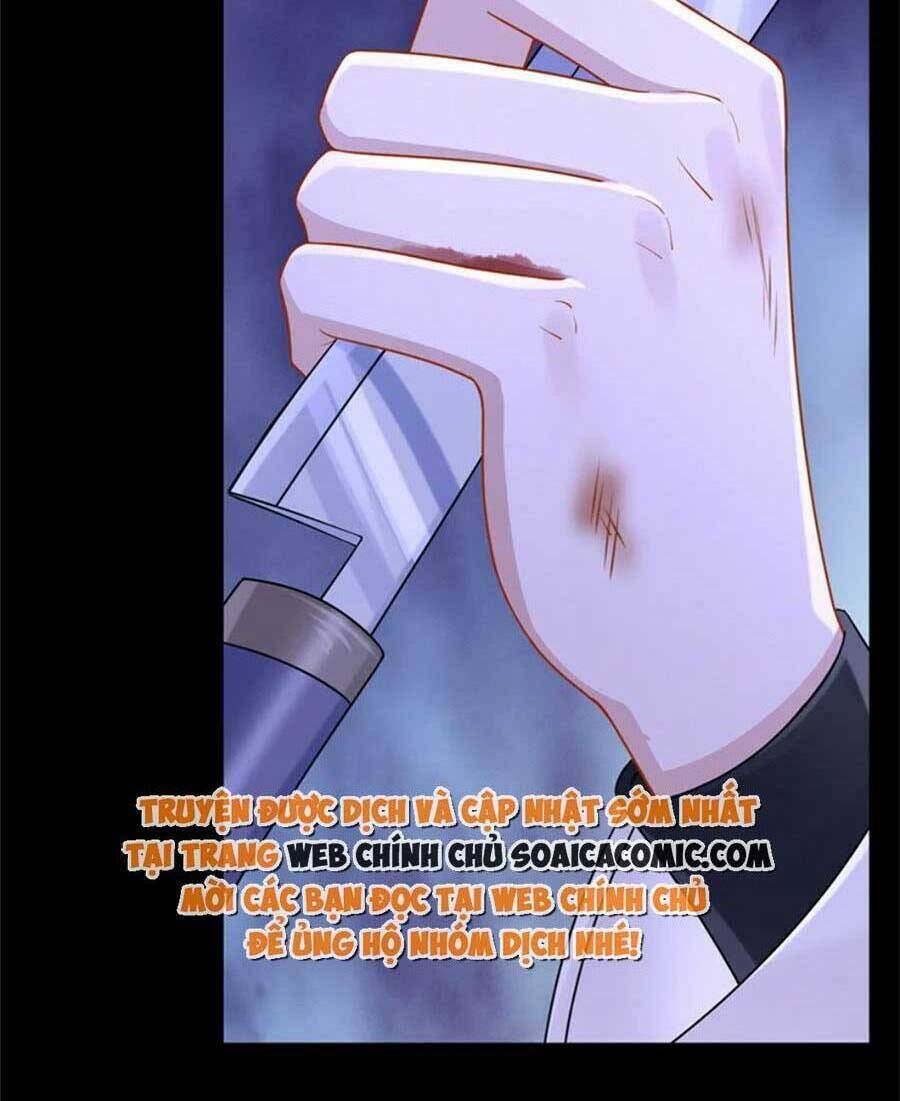 TRUYỆN ĐƯỢC DỊCH VÀ CẬP NHẬT SỚM NHẤT
TẠI TRANG WEB CHÍNH CHỦ SOAICACOMIC.COM
MỜI CÁC BẠN ĐỌC TẠI WEB CHÍNH CHỦ
ĐỂ ỦNG HỘ NHÓM DỊCH NHÉ!